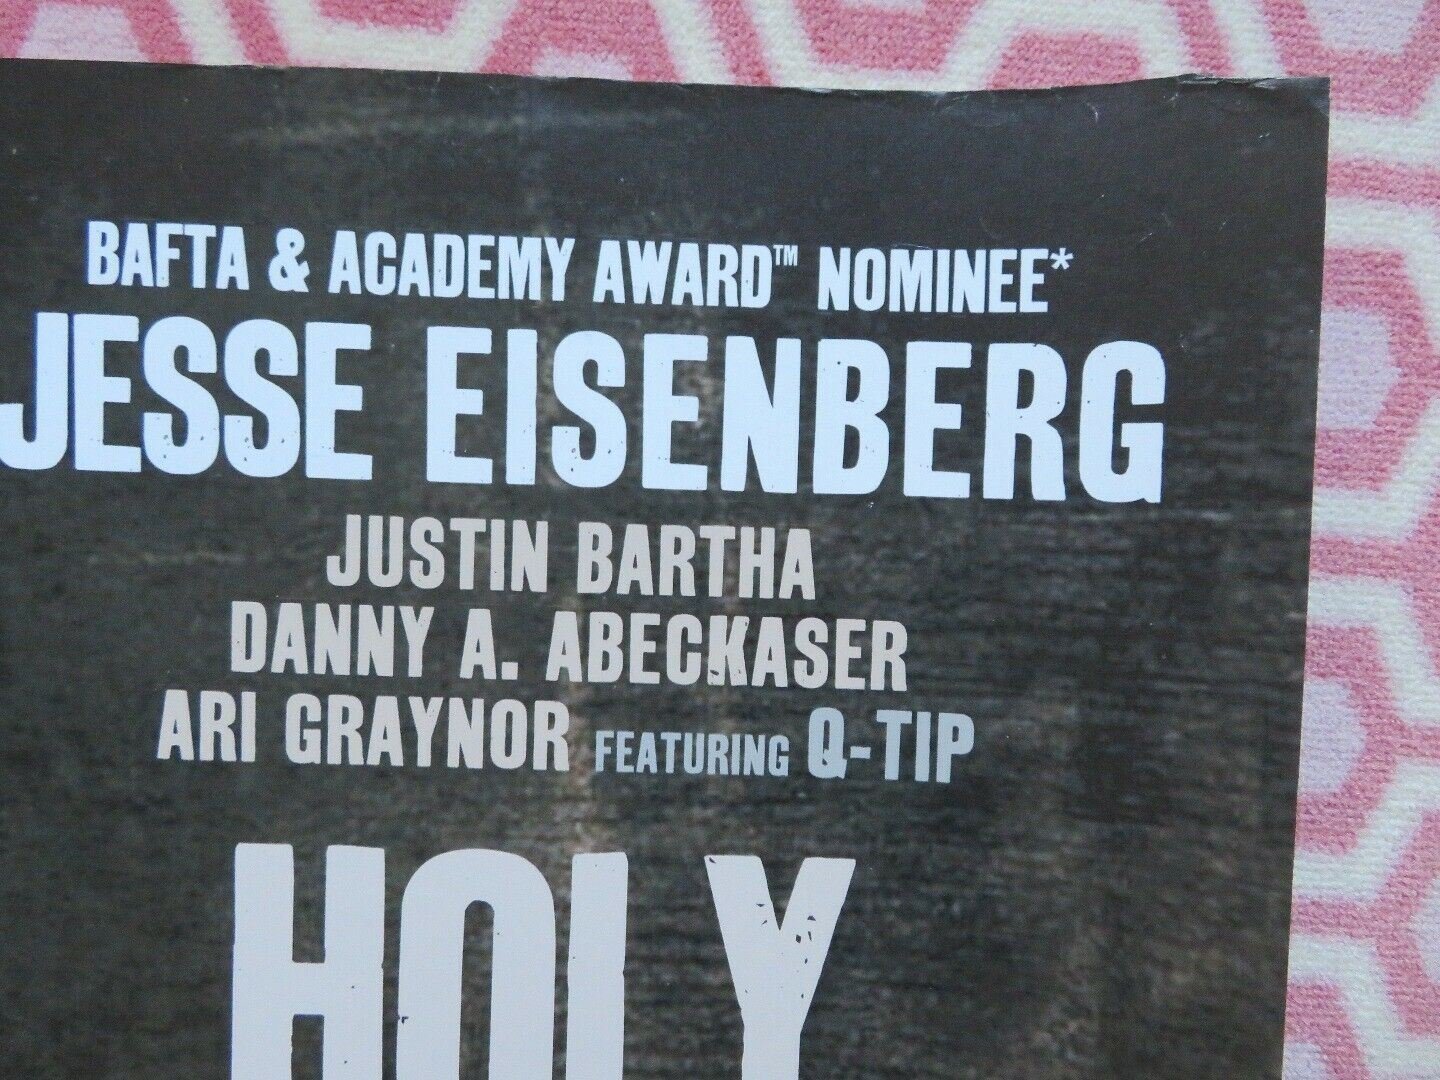 BAFTA & ACADEMY AWARD™ NOMINEE*
JESSE EISENBERG
JUSTIN BARTHA
DANNY A. ABECKASER
ARI GRAYNOR FEATURING Q-TIP
HOLY